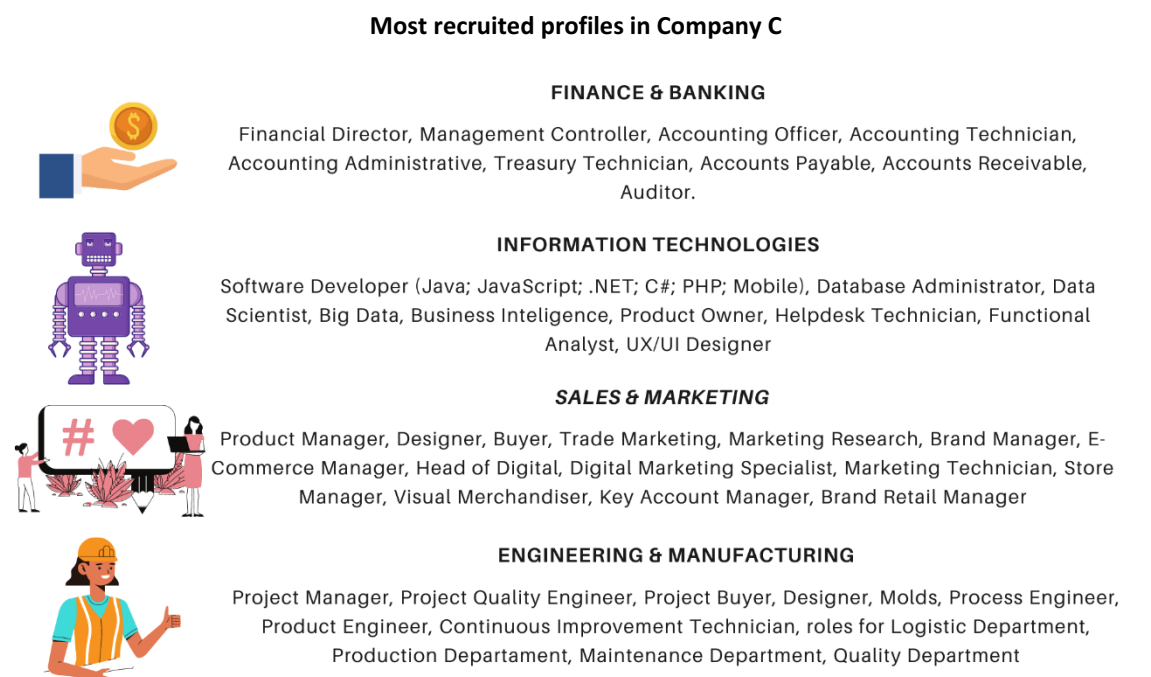 Most recruited profiles in Company C
FINANCE & BANKING
Financial Director, Management Controller, Accounting Officer, Accounting Technician,
Accounting Administrative, Treasury Technician, Accounts Payable, Accounts Receivable,
Auditor.
INFORMATION TECHNOLOGIES
Software Developer (Java; JavaScript; .NET; C#; PHP; Mobile), Database Administrator, Data
Scientist, Big Data, Business Inteligence, Product Owner, Helpdesk Technician, Functional
Analyst, UX/UI Designer
SALES & MARKETING
Product Manager, Designer, Buyer, Trade Marketing, Marketing Research, Brand Manager, E-
Commerce Manager, Head of Digital, Digital Marketing Specialist, Marketing Technician, Store
Manager, Visual Merchandiser, Key Account Manager, Brand Retail Manager
ENGINEERING & MANUFACTURING
Project Manager, Project Quality Engineer, Project Buyer, Designer, Molds, Process Engineer,
Product Engineer, Continuous Improvement Technician, roles for Logistic Department,
Production Departament, Maintenance Department, Quality Department